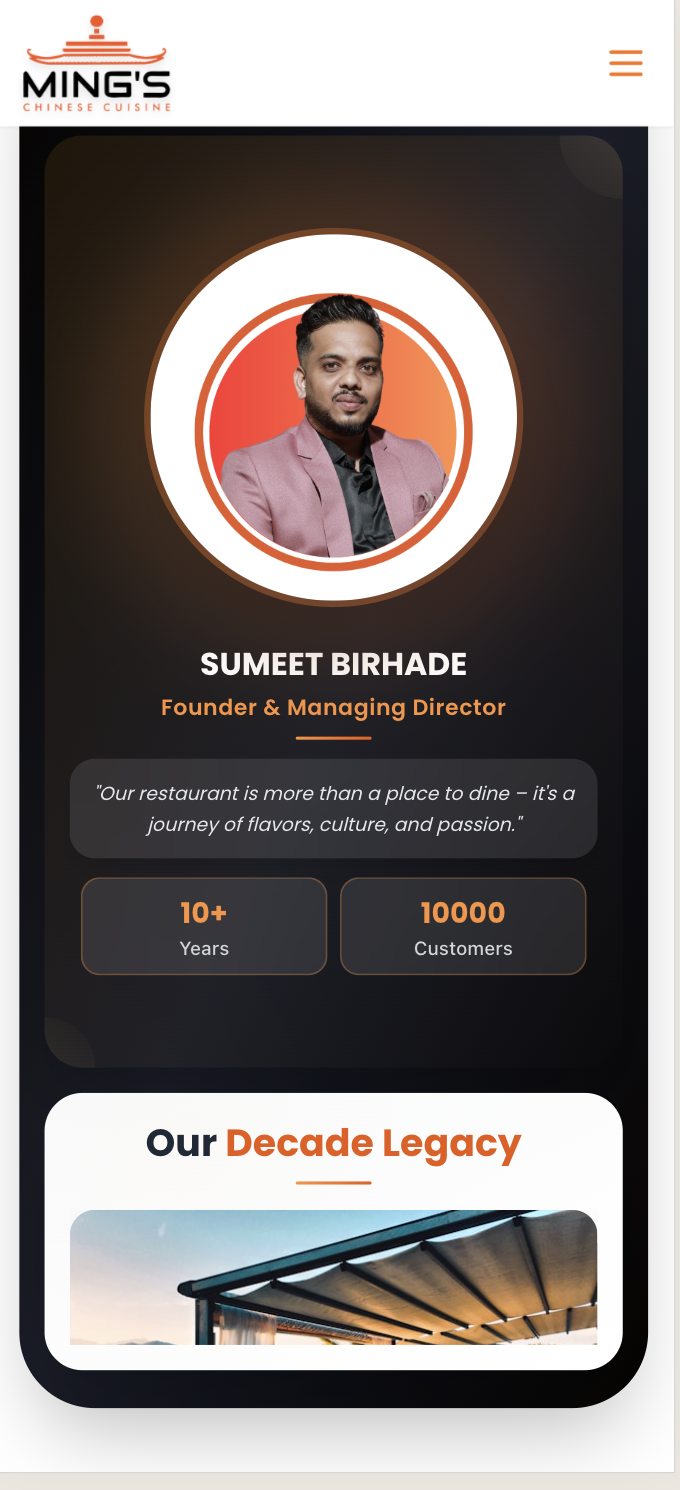 MING'S
CHINESE CUISINE
SUMEET BIRHADE
Founder & Managing Director
"Our restaurant is more than a place to dine – it's a
journey of flavors, culture, and passion."
10+
Years
10000
Customers
Our Decade Legacy